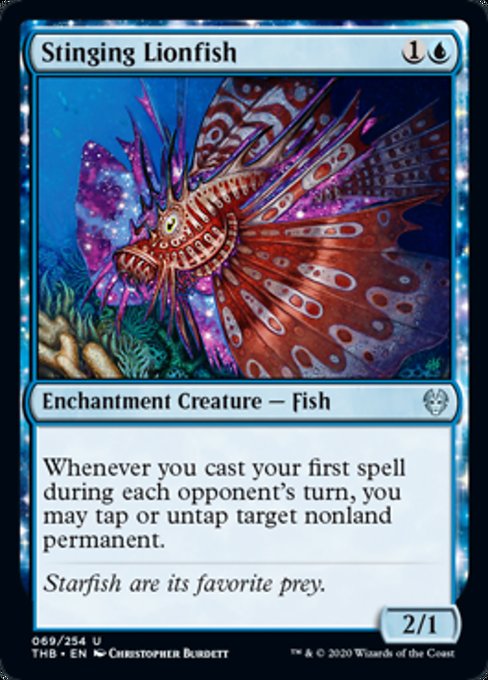 Stinging Lionfish 1
Enchantment Creature — Fish
Whenever you cast your first spell
during each opponent's turn, you
may tap or untap target nonland
permanent.
Starfish are its favorite prey.
2/1
069/254 U
THB • EN Christopher Burdett ™ & © 2020 Wizards of the Coast